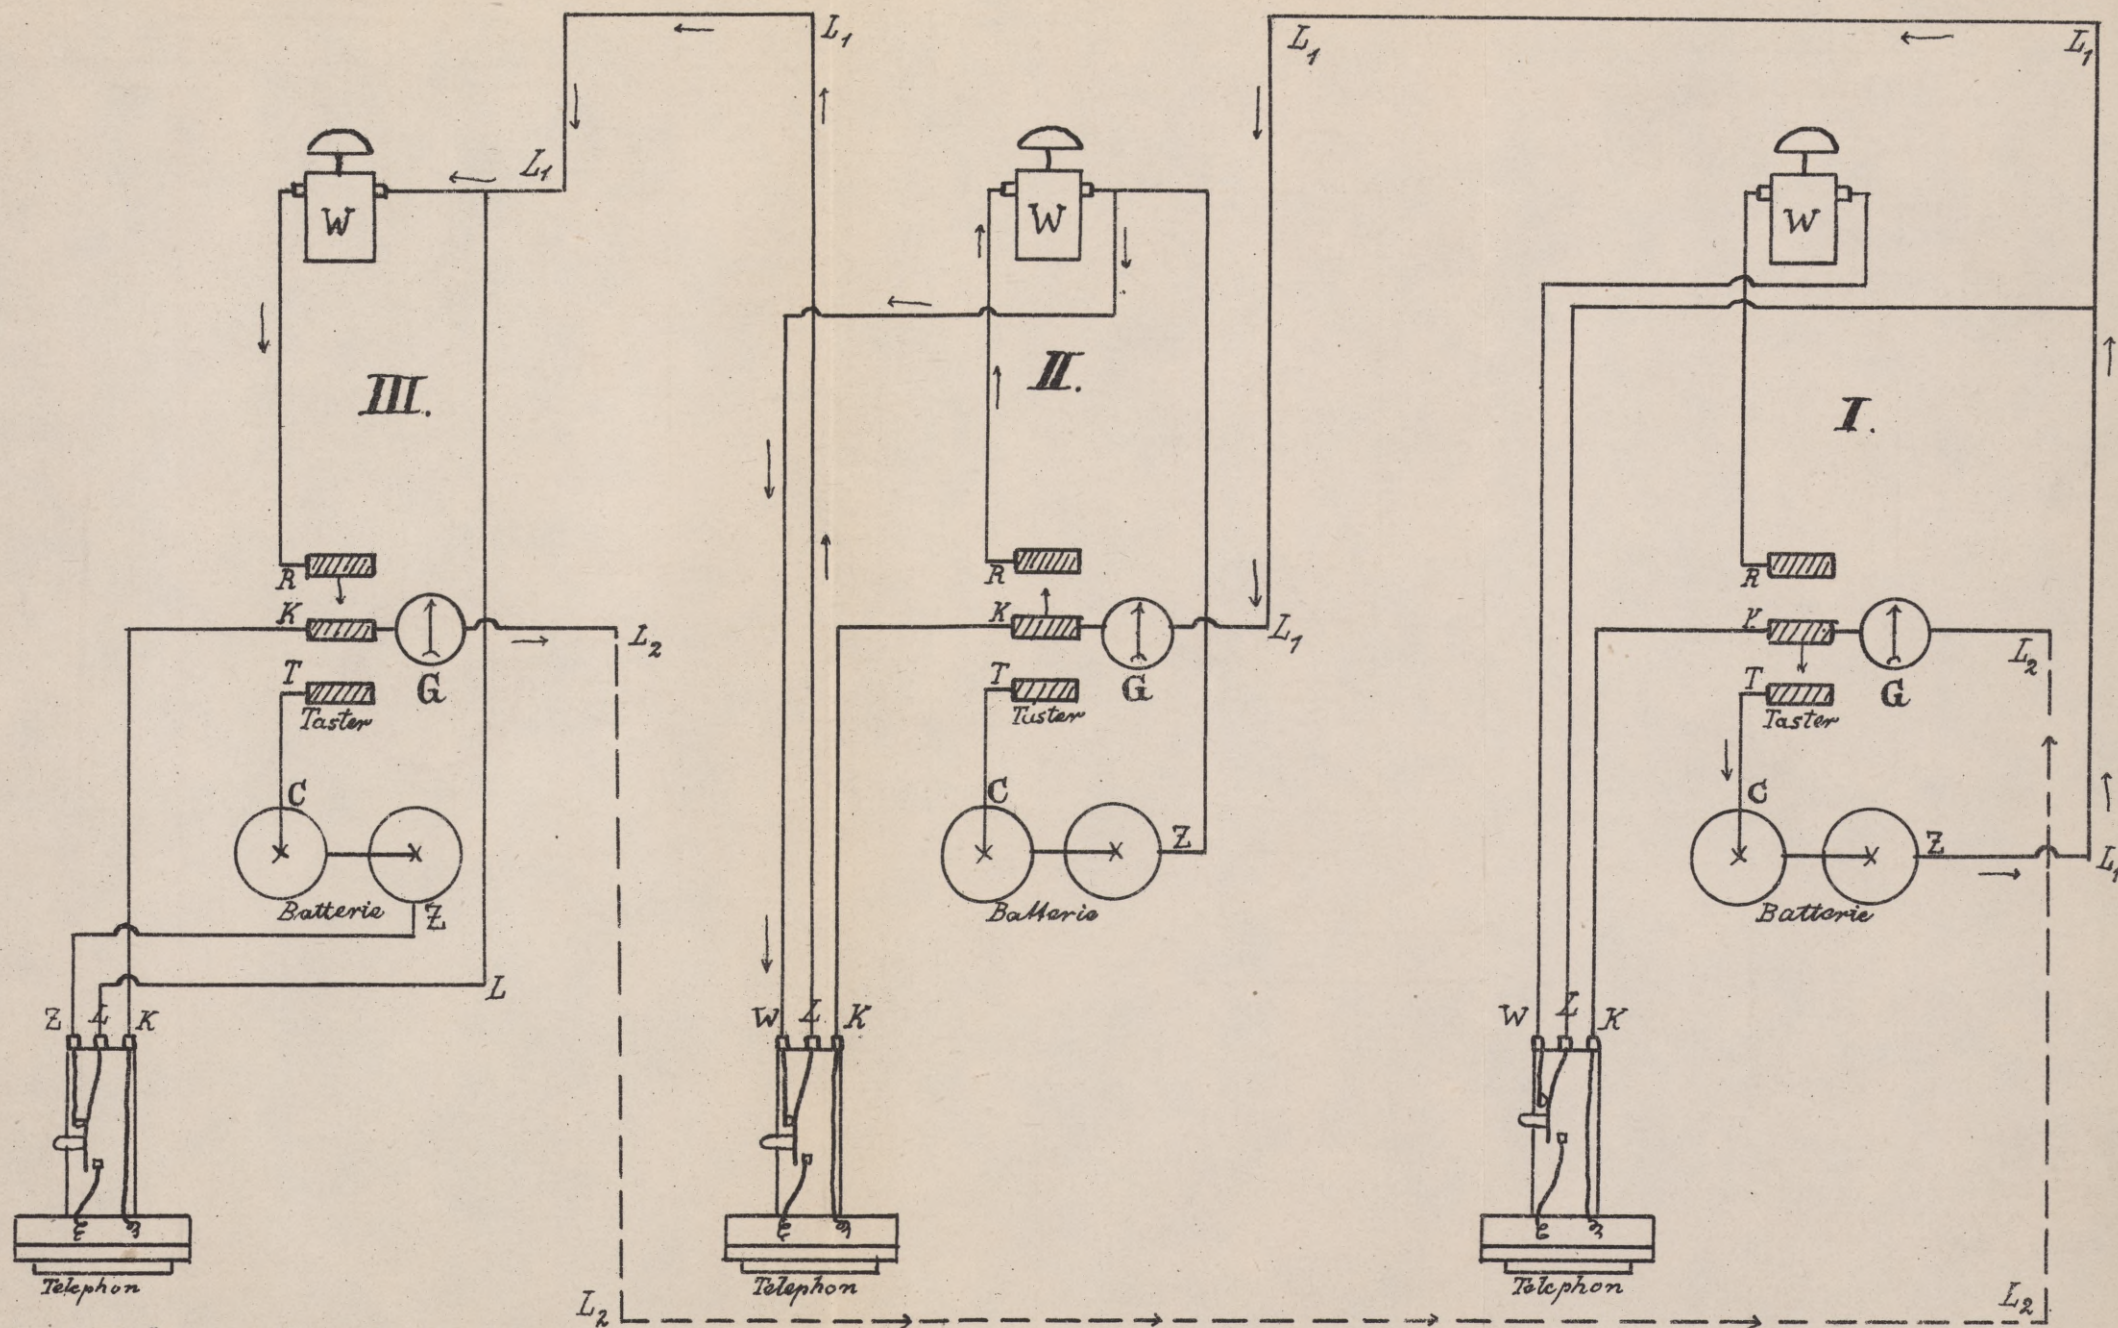 L₁
L₁
W
III.
R
K
L₂
T
G
Taster
C
Batterie
Z
L
Z L K
Telephon
L₂
L₁
L₁
W
II.
R
K
L₁
T
G
Taster
C
Z
Batterie
W L K
Telephon
L₁
W
I.
R
K
L₂
T
G
Taster
C
Z
L₁
Batterie
W L K
Telephon
L₂